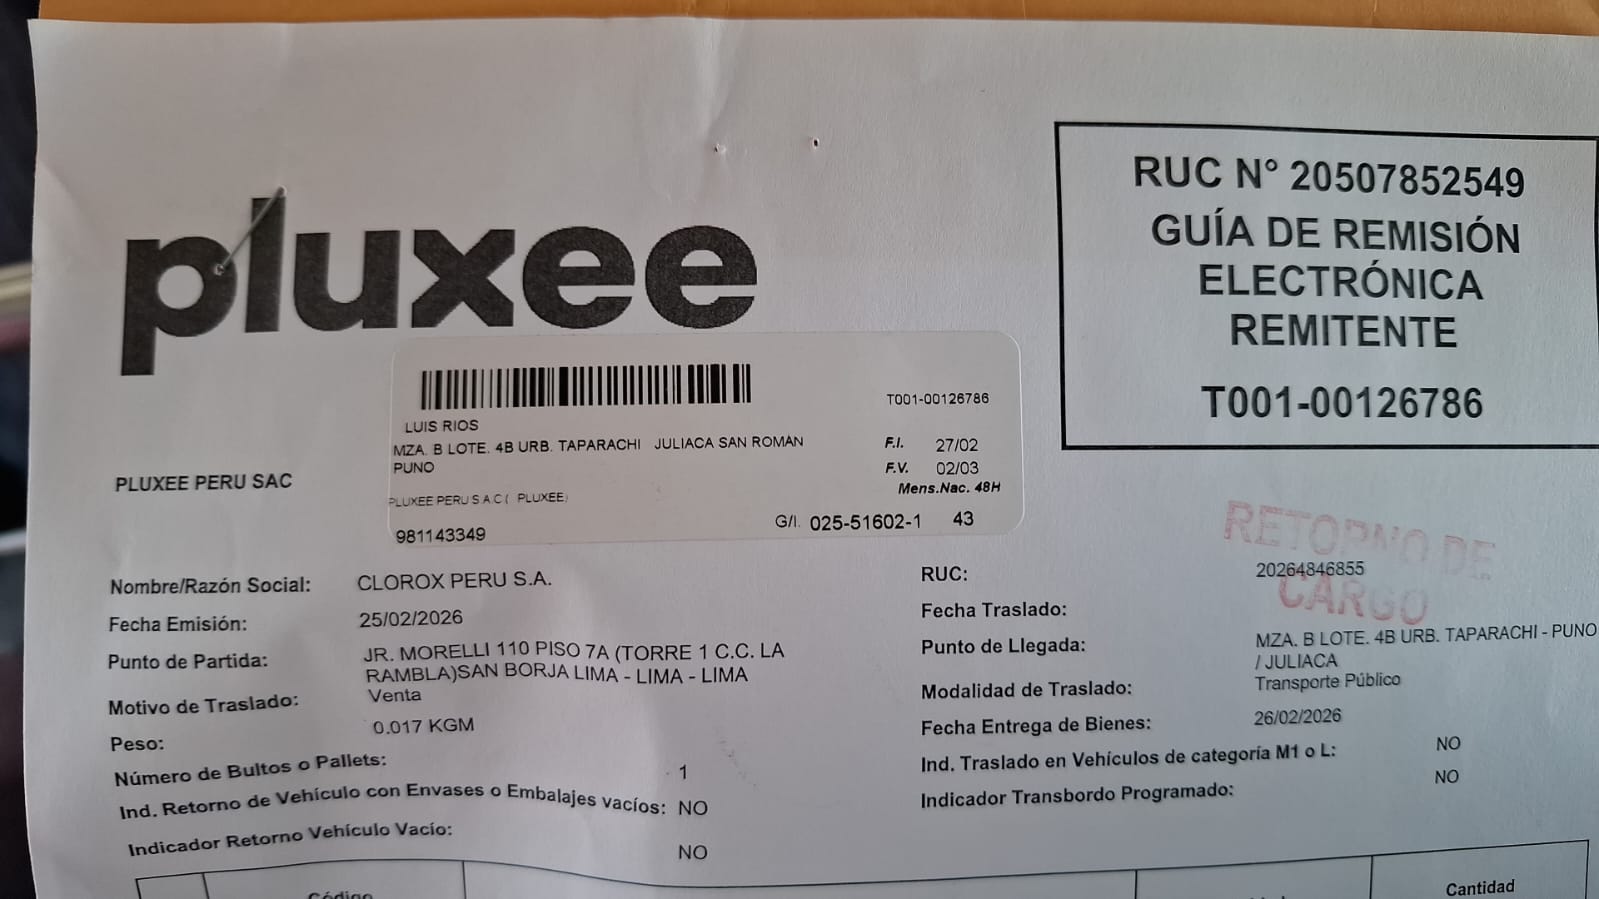 pluxee
RUC N° 20507852549
GUÍA DE REMISIÓN
ELECTRÓNICA
REMITENTE
T001-00126786
T001-00126786
LUIS RIOS
MZA. B LOTE. 4B URB. TAPARACHI JULIACA SAN ROMAN
PUNO
F.I. 27/02
F.V. 02/03
Mens.Nac. 48H
PLUXEE PERU S A C ( PLUXEE)
G/I. 025-51602-1 43
981143349
PLUXEE PERU SAC
RETORNO DE
CARGO
Nombre/Razón Social: CLOROX PERU S.A.
Fecha Emisión: 25/02/2026
Punto de Partida: JR. MORELLI 110 PISO 7A (TORRE 1 C.C. LA
RAMBLA)SAN BORJA LIMA - LIMA - LIMA
Motivo de Traslado: Venta
Peso: 0.017 KGM
Número de Bultos o Pallets: 1
Ind. Retorno de Vehículo con Envases o Embalajes vacíos: NO
Indicador Retorno Vehículo Vacío: NO
RUC: 20264846855
Fecha Traslado:
Punto de Llegada: MZA. B LOTE. 4B URB. TAPARACHI - PUNO
/ JULIACA
Modalidad de Traslado: Transporte Público
Fecha Entrega de Bienes: 26/02/2026
Ind. Traslado en Vehículos de categoría M1 o L: NO
Indicador Transbordo Programado: NO
Código
Cantidad